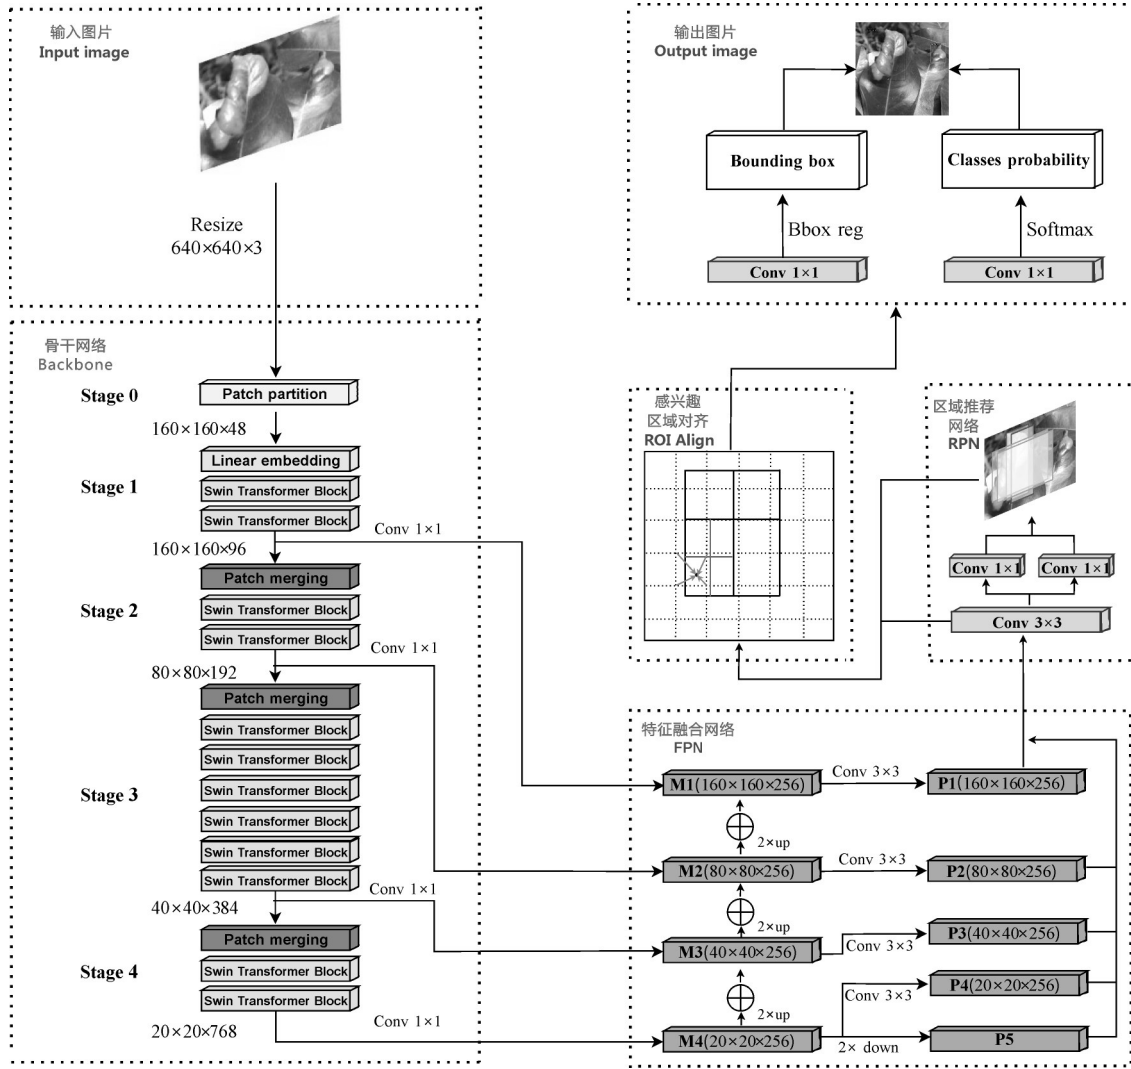 输入图片
Input image
Resize
640×640×3
骨干网络
Backbone
Stage 0
Patch partition
160×160×48
Linear embedding
Stage 1
Swin Transformer Block
Swin Transformer Block
Conv 1×1
160×160×96
Patch merging
Stage 2
Swin Transformer Block
Swin Transformer Block
Conv 1×1
80×80×192
Patch merging
Swin Transformer Block
Swin Transformer Block
Stage 3
Swin Transformer Block
Swin Transformer Block
Swin Transformer Block
Swin Transformer Block
Conv 1×1
40×40×384
Patch merging
Stage 4
Swin Transformer Block
Swin Transformer Block
Conv 1×1
20×20×768
输出图片
Output image
Bounding box
Classes probability
Bbox reg
Softmax
Conv 1×1
Conv 1×1
感兴趣
区域对齐
ROI Align
区域推荐
网络
RPN
Conv 1×1
Conv 1×1
Conv 3×3
特征融合网络
FPN
M1(160×160×256)
Conv 3×3
P1(160×160×256)
2×up
M2(80×80×256)
Conv 3×3
P2(80×80×256)
2×up
M3(40×40×256)
Conv 3×3
P3(40×40×256)
2×up
Conv 3×3
P4(20×20×256)
M4(20×20×256)
2× down
P5